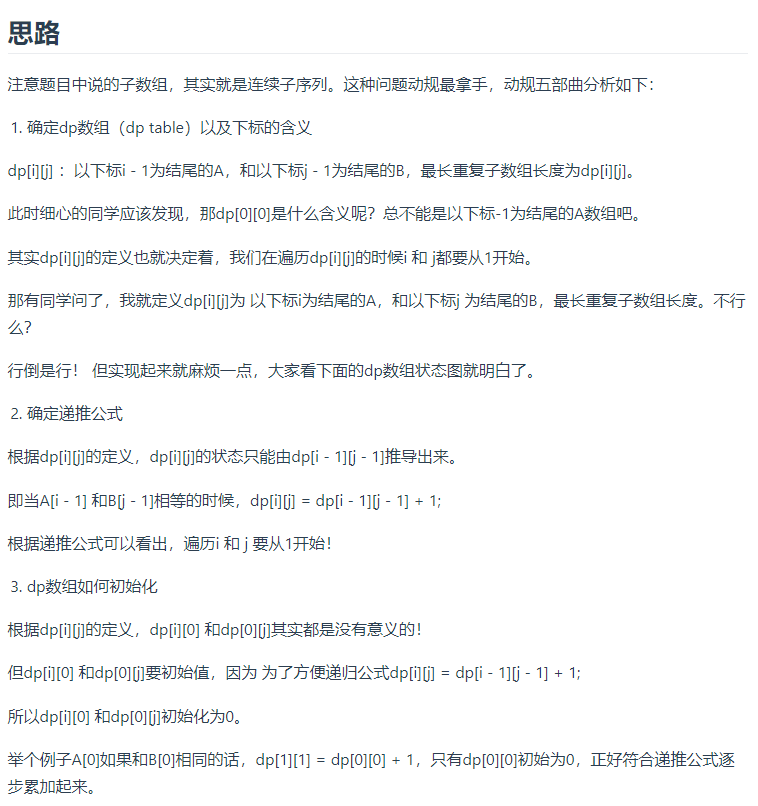 思路
注意题目中说的子数组，其实就是连续子序列。这种问题动规最拿手，动规五部曲分析如下：
1. 确定dp数组（dp table）以及下标的含义
dp[i][j] ：以下标i - 1为结尾的A，和以下标j - 1为结尾的B，最长重复子数组长度为dp[i][j]。
此时细心的同学应该发现，那dp[0][0]是什么含义呢？总不能是以下标-1为结尾的A数组吧。
其实dp[i][j]的定义也就决定着，我们在遍历dp[i][j]的时候i 和 j都要从1开始。
那有同学问了，我就定义dp[i][j]为 以下标i为结尾的A，和以下标j 为结尾的B，最长重复子数组长度。不行
么？
行倒是行！ 但实现起来就麻烦一点，大家看下面的dp数组状态图就明白了。
2. 确定递推公式
根据dp[i][j]的定义，dp[i][j]的状态只能由dp[i - 1][j - 1]推导出来。
即当A[i - 1] 和B[j - 1]相等的时候，dp[i][j] = dp[i - 1][j - 1] + 1;
根据递推公式可以看出，遍历i 和 j 要从1开始！
3. dp数组如何初始化
根据dp[i][j]的定义，dp[i][0] 和dp[0][j]其实都是没有意义的！
但dp[i][0] 和dp[0][j]要初始值，因为 为了方便递归公式dp[i][j] = dp[i - 1][j - 1] + 1;
所以dp[i][0] 和dp[0][j]初始化为0。
举个例子A[0]如果和B[0]相同的话，dp[1][1] = dp[0][0] + 1，只有dp[0][0]初始为0，正好符合递推公式逐
步累加起来。